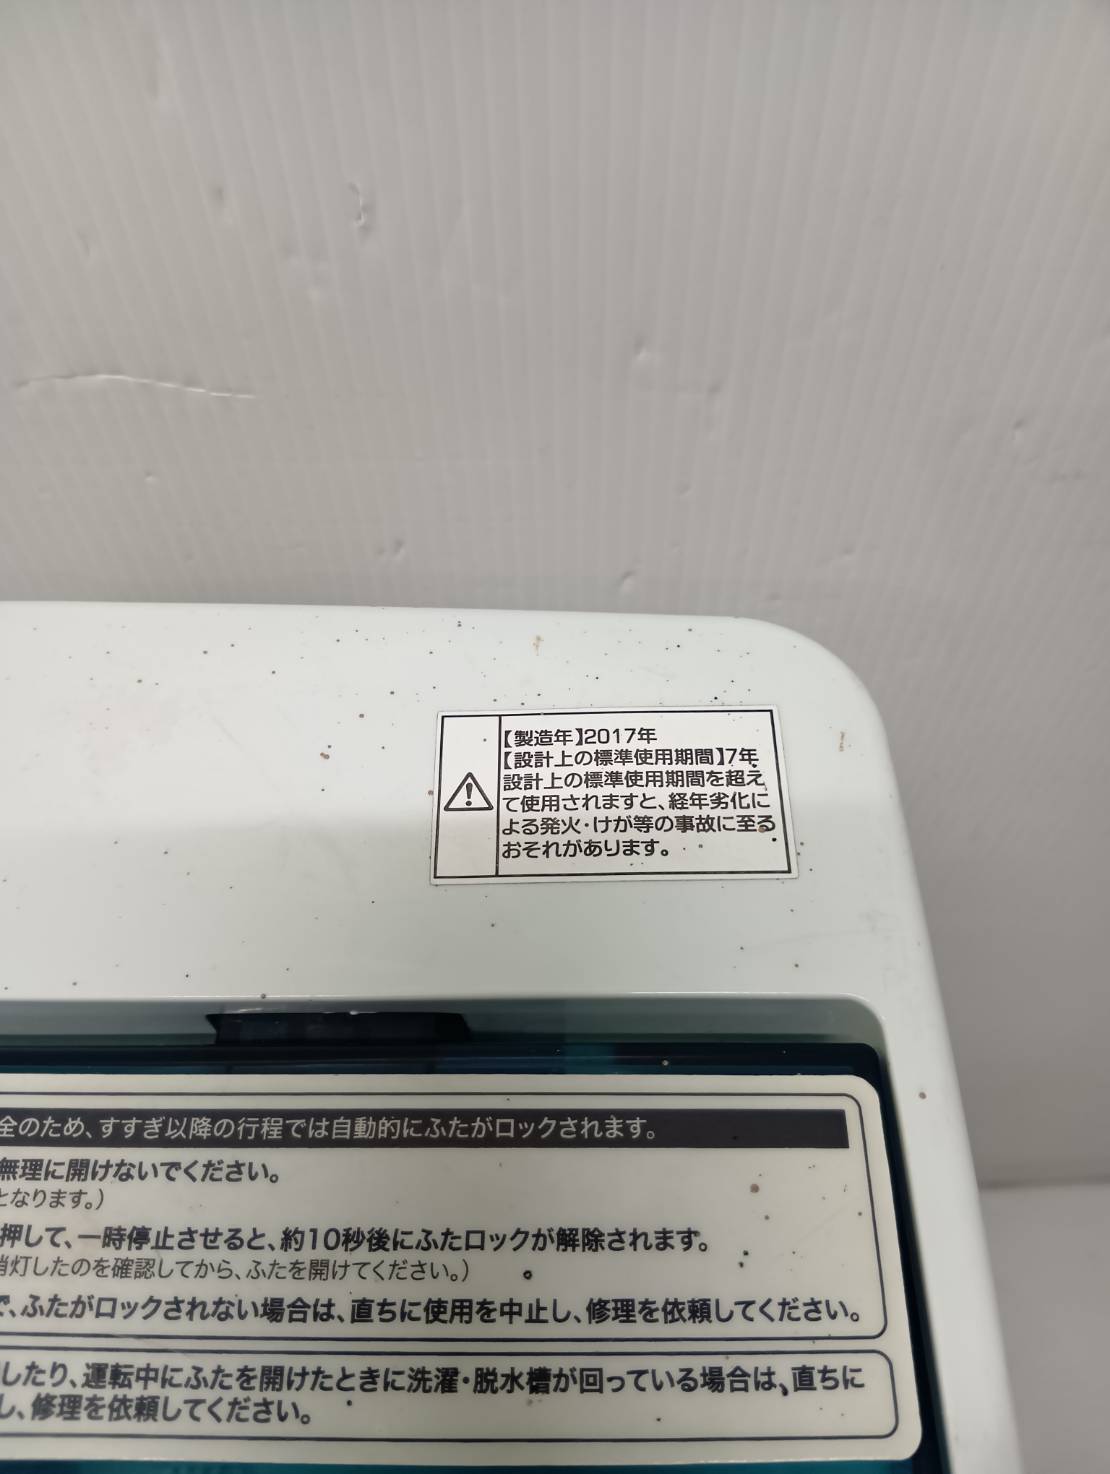 【製造年】2017年
【設計上の標準使用期間】7年
設計上の標準使用期間を超え
て使用されますと、経年劣化に
よる発火・けが等の事故に至る
おそれがあります。
全のため、すすぎ以降の行程では自動的にふたがロックされます。
無理に開けないでください。
となります。）
押して、一時停止させると、約10秒後にふたロックが解除されます。
消灯したのを確認してから、ふたを開けてください。）
で、ふたがロックされない場合は、直ちに使用を中止し、修理を依頼してください。
したり、運転中にふたを開けたときに洗濯・脱水槽が回っている場合は、直ちに
し、修理を依頼してください。